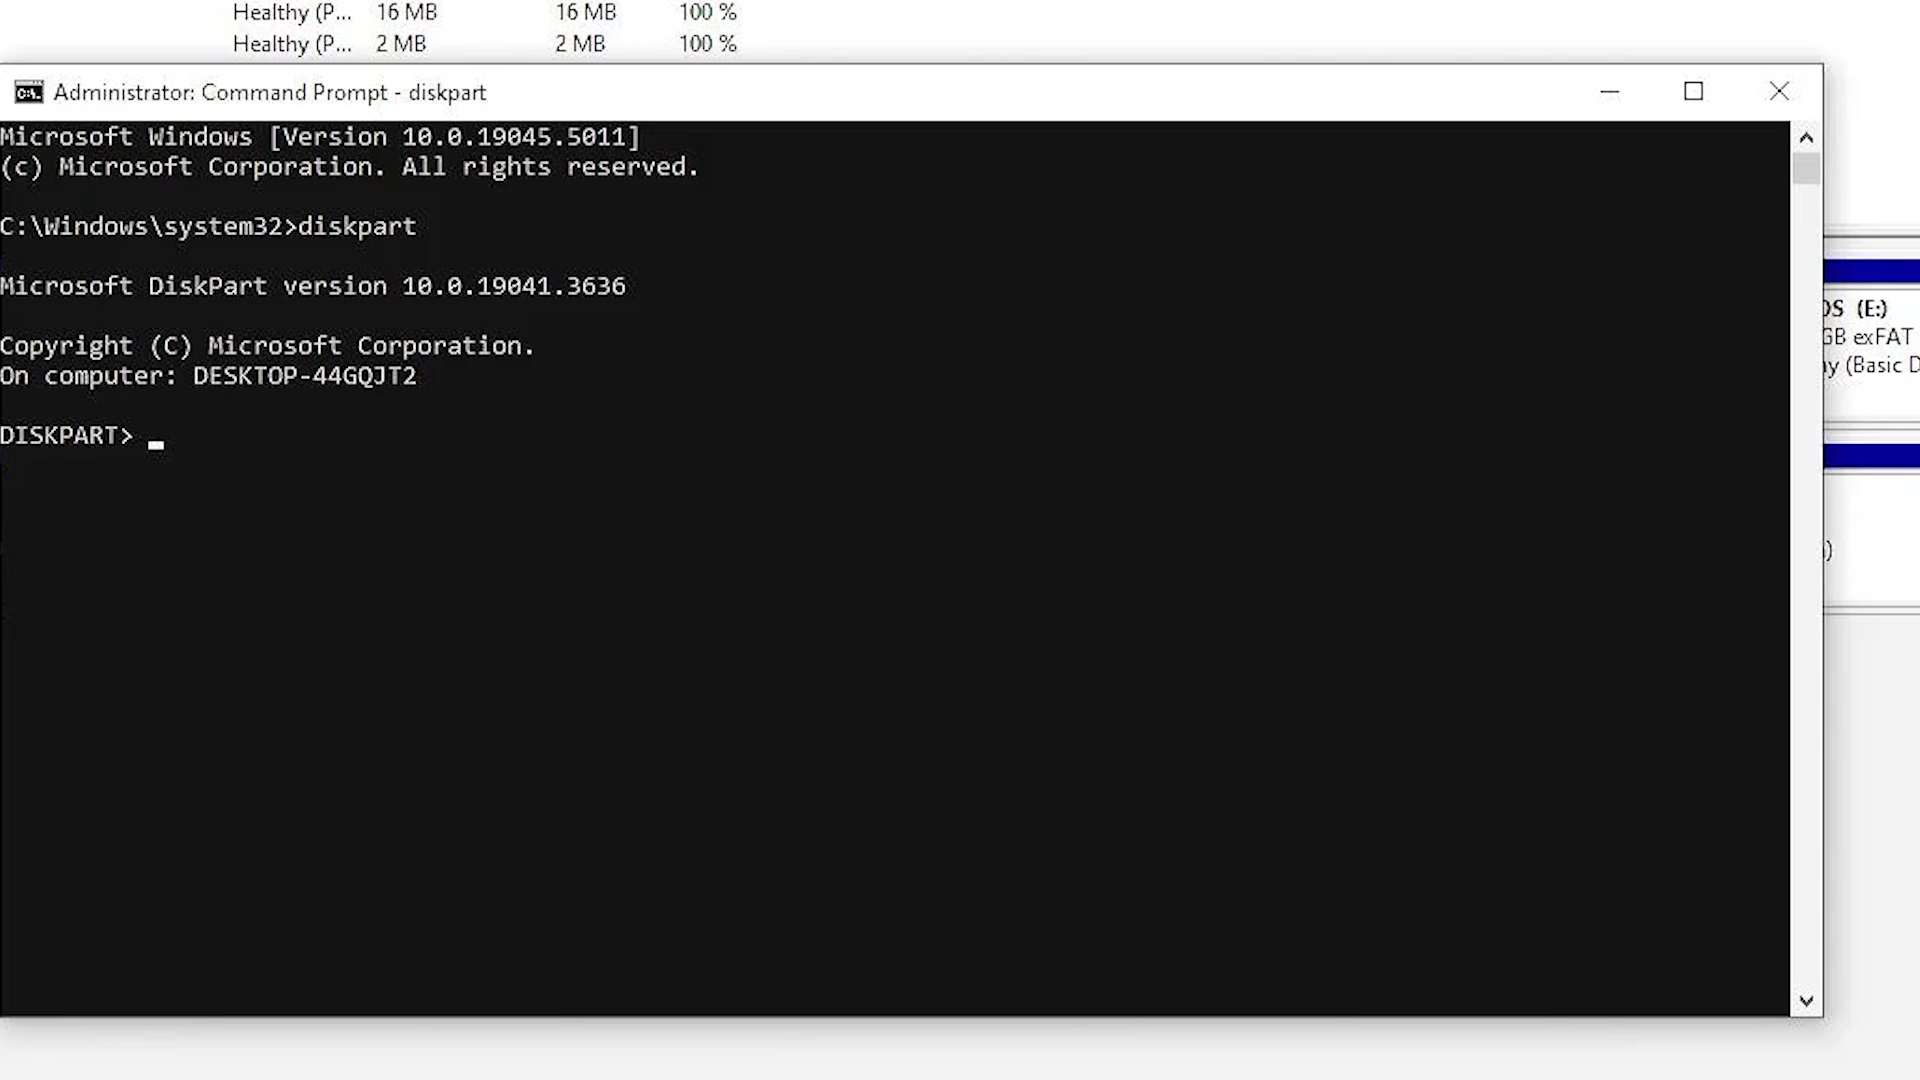 Healthy (P... 16 MB 16 MB 100 %
Healthy (P... 2 MB 2 MB 100 %
Administrator: Command Prompt - diskpart
Microsoft Windows [Version 10.0.19045.5011]
(c) Microsoft Corporation. All rights reserved.
C:\Windows\system32>diskpart
Microsoft DiskPart version 10.0.19041.3636
Copyright (C) Microsoft Corporation.
On computer: DESKTOP-44GQJT2
DISKPART>
(E:)
GB exFAT
(Basic D